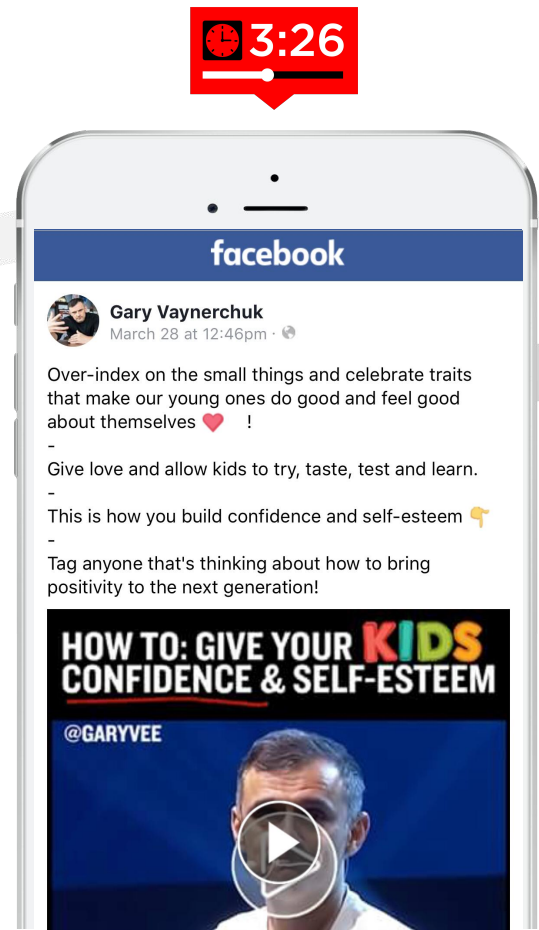 3:26
facebook
Gary Vaynerchuk
March 28 at 12:46pm ·
Over-index on the small things and celebrate traits
that make our young ones do good and feel good
about themselves ❤️ !
-
Give love and allow kids to try, taste, test and learn.
-
This is how you build confidence and self-esteem 👇
-
Tag anyone that's thinking about how to bring
positivity to the next generation!
HOW TO: GIVE YOUR KIDS
CONFIDENCE & SELF-ESTEEM
@GARYVEE